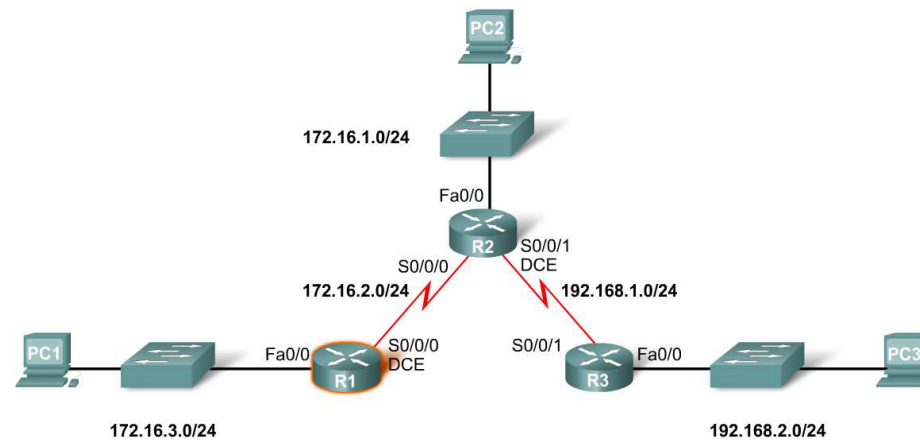 PC2
172.16.1.0/24
Fa0/0
R2
S0/0/1
DCE
S0/0/0
172.16.2.0/24
192.168.1.0/24
PC1
Fa0/0
S0/0/0
DCE
R1
S0/0/1
R3
Fa0/0
PC3
172.16.3.0/24
192.168.2.0/24